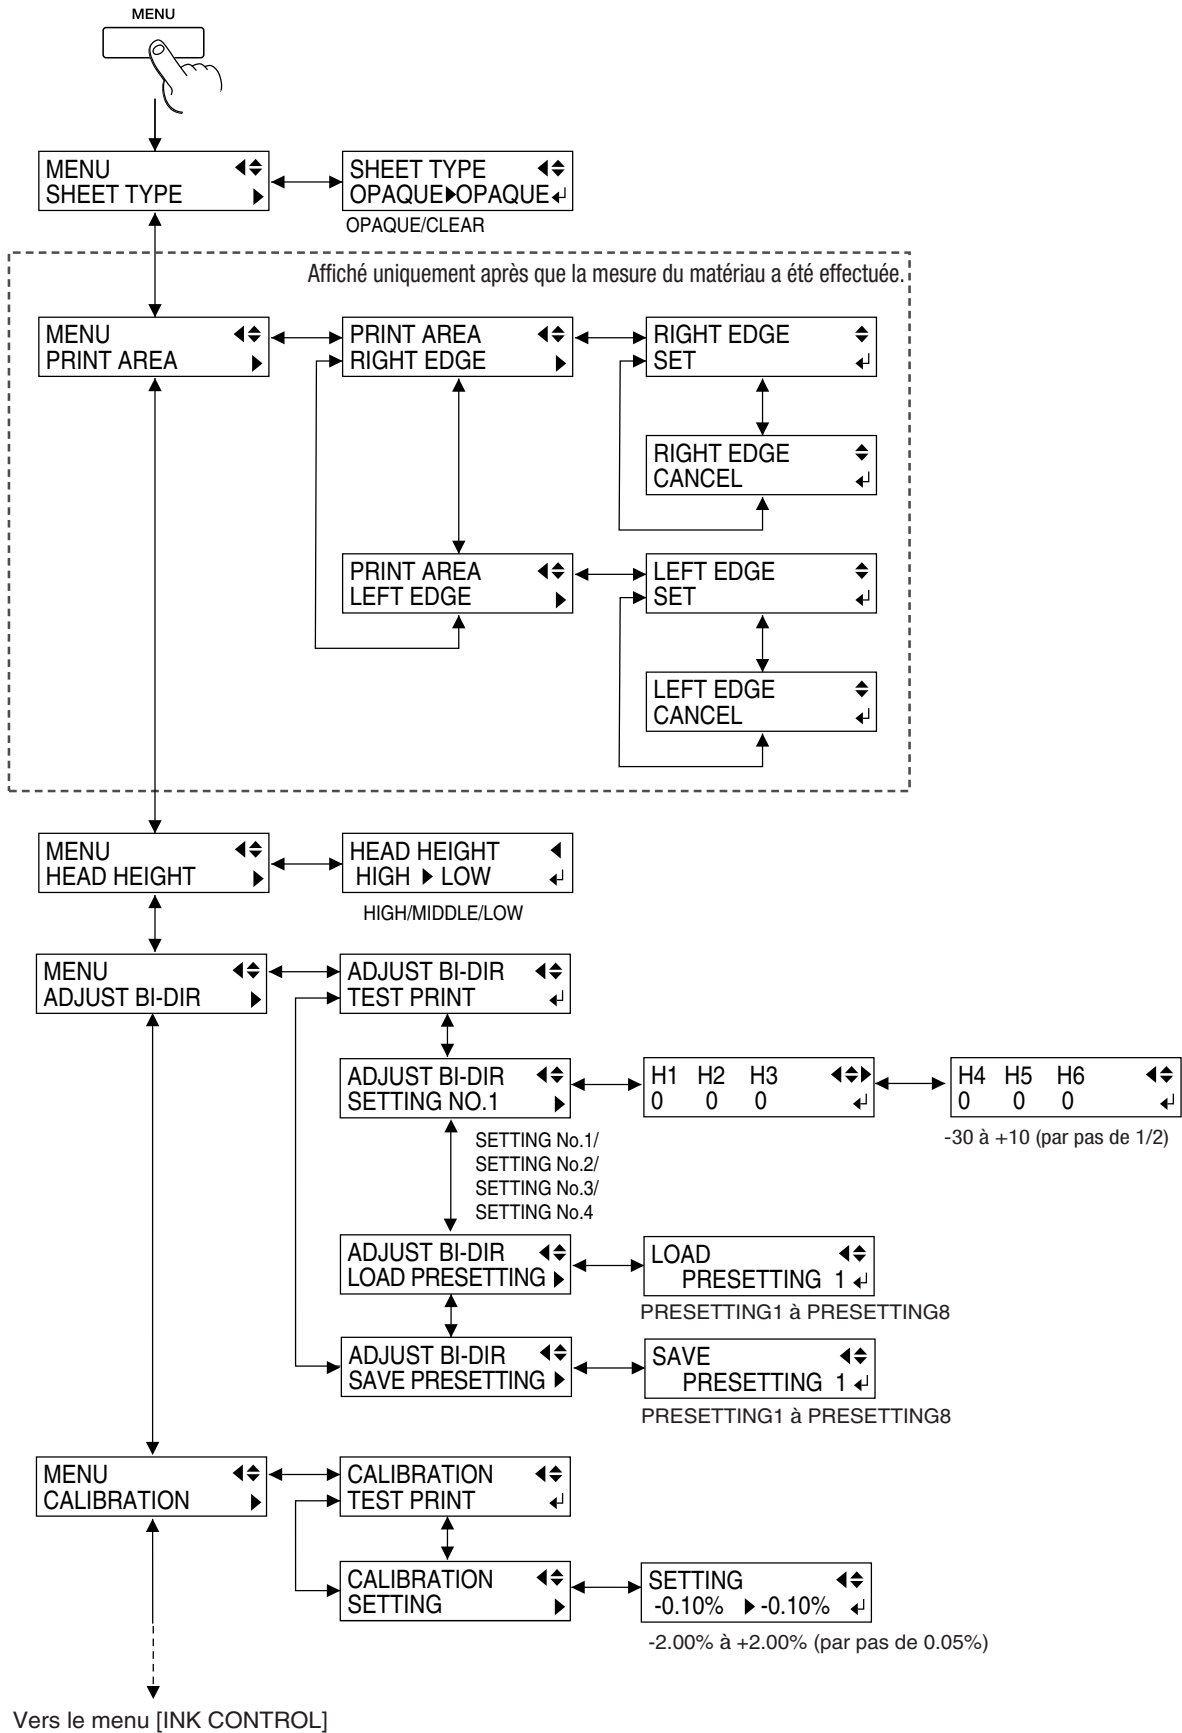 MENU
MENU
SHEET TYPE
SHEET TYPE
OPAQUE OPAQUE
OPAQUE/CLEAR
Affiché uniquement après que la mesure du matériau a été effectuée.
MENU
PRINT AREA
PRINT AREA
RIGHT EDGE
RIGHT EDGE
SET
RIGHT EDGE
CANCEL
PRINT AREA
LEFT EDGE
LEFT EDGE
SET
LEFT EDGE
CANCEL
MENU
HEAD HEIGHT
HEAD HEIGHT
HIGH LOW
HIGH/MIDDLE/LOW
MENU
ADJUST BI-DIR
ADJUST BI-DIR
TEST PRINT
ADJUST BI-DIR
SETTING NO.1
H1 H2 H3
0 0 0
H4 H5 H6
0 0 0
-30 à +10 (par pas de 1/2)
SETTING No.1/
SETTING No.2/
SETTING No.3/
SETTING No.4
ADJUST BI-DIR
LOAD PRESETTING
LOAD
PRESETTING 1
PRESETTING1 à PRESETTING8
ADJUST BI-DIR
SAVE PRESETTING
SAVE
PRESETTING 1
PRESETTING1 à PRESETTING8
MENU
CALIBRATION
CALIBRATION
TEST PRINT
CALIBRATION
SETTING
SETTING
-0.10% -0.10%
-2.00% à +2.00% (par pas de 0.05%)
Vers le menu [INK CONTROL]